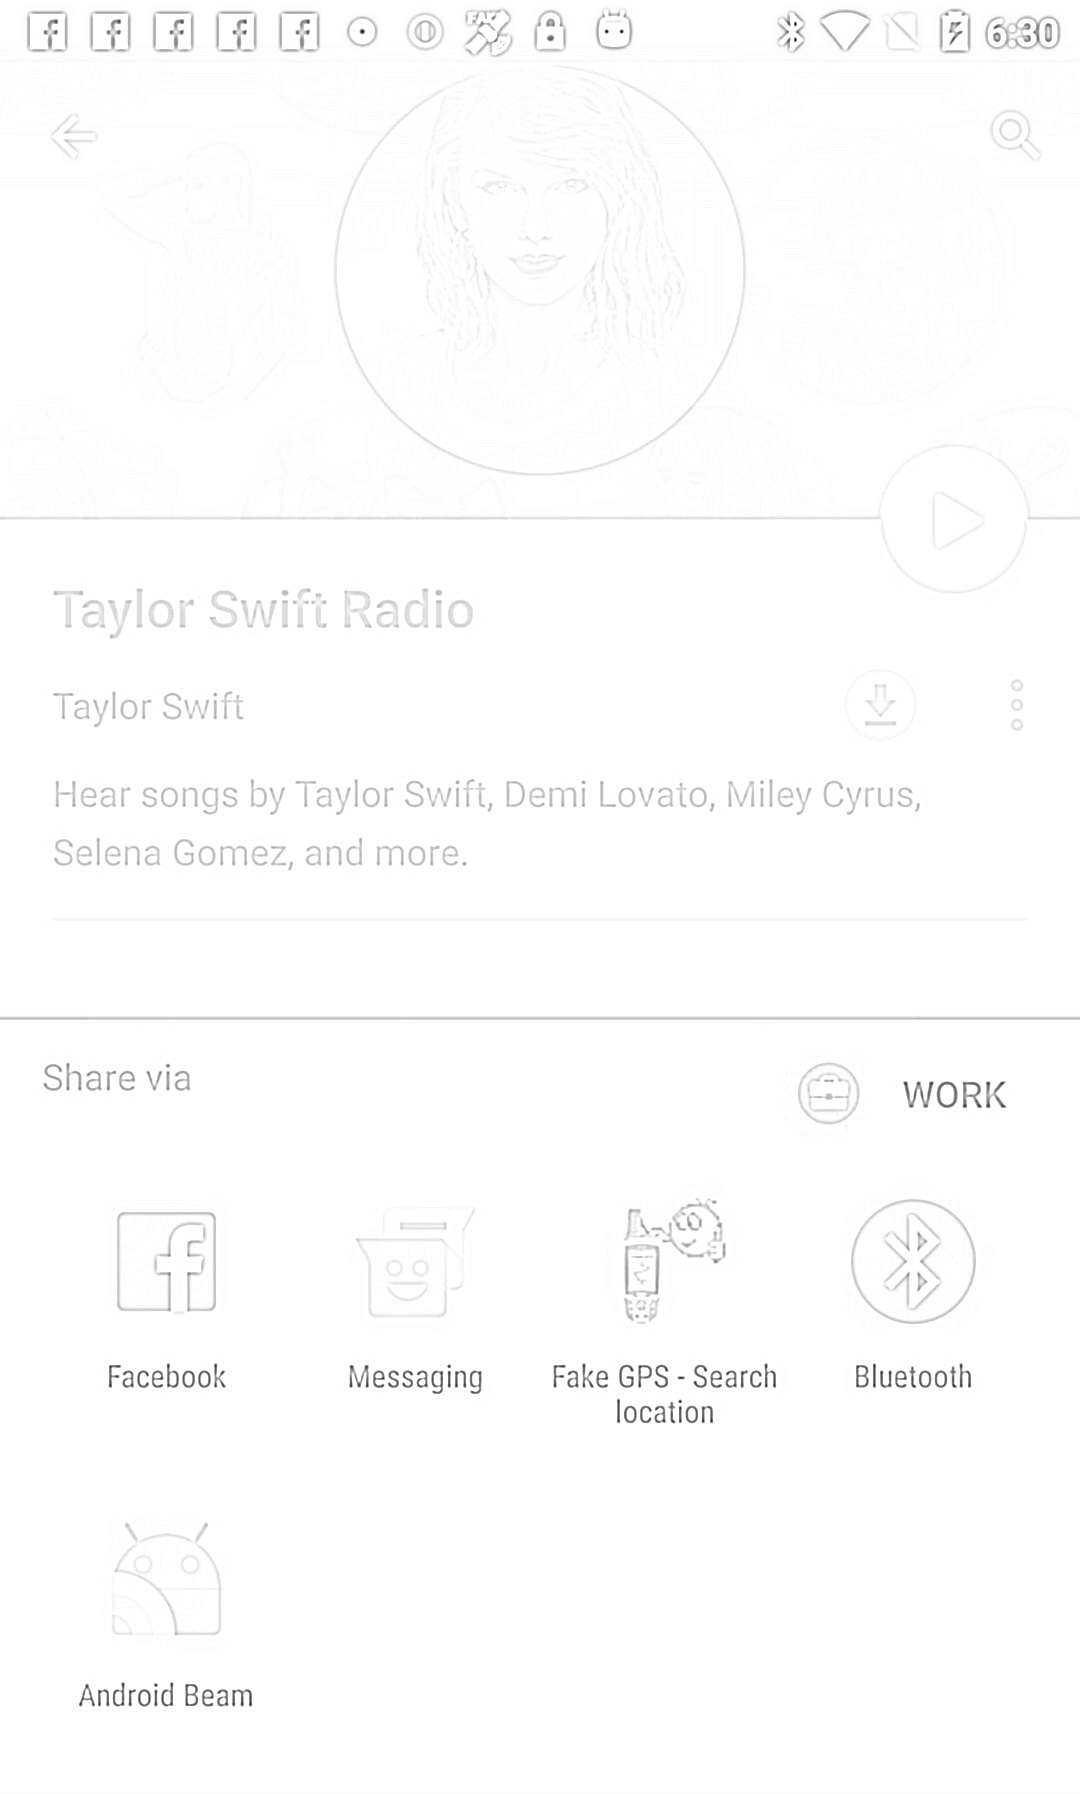 6:30
Taylor Swift Radio
Taylor Swift
Hear songs by Taylor Swift, Demi Lovato, Miley Cyrus,
Selena Gomez, and more.
Share via
WORK
Facebook
Messaging
Fake GPS - Search
location
Bluetooth
Android Beam